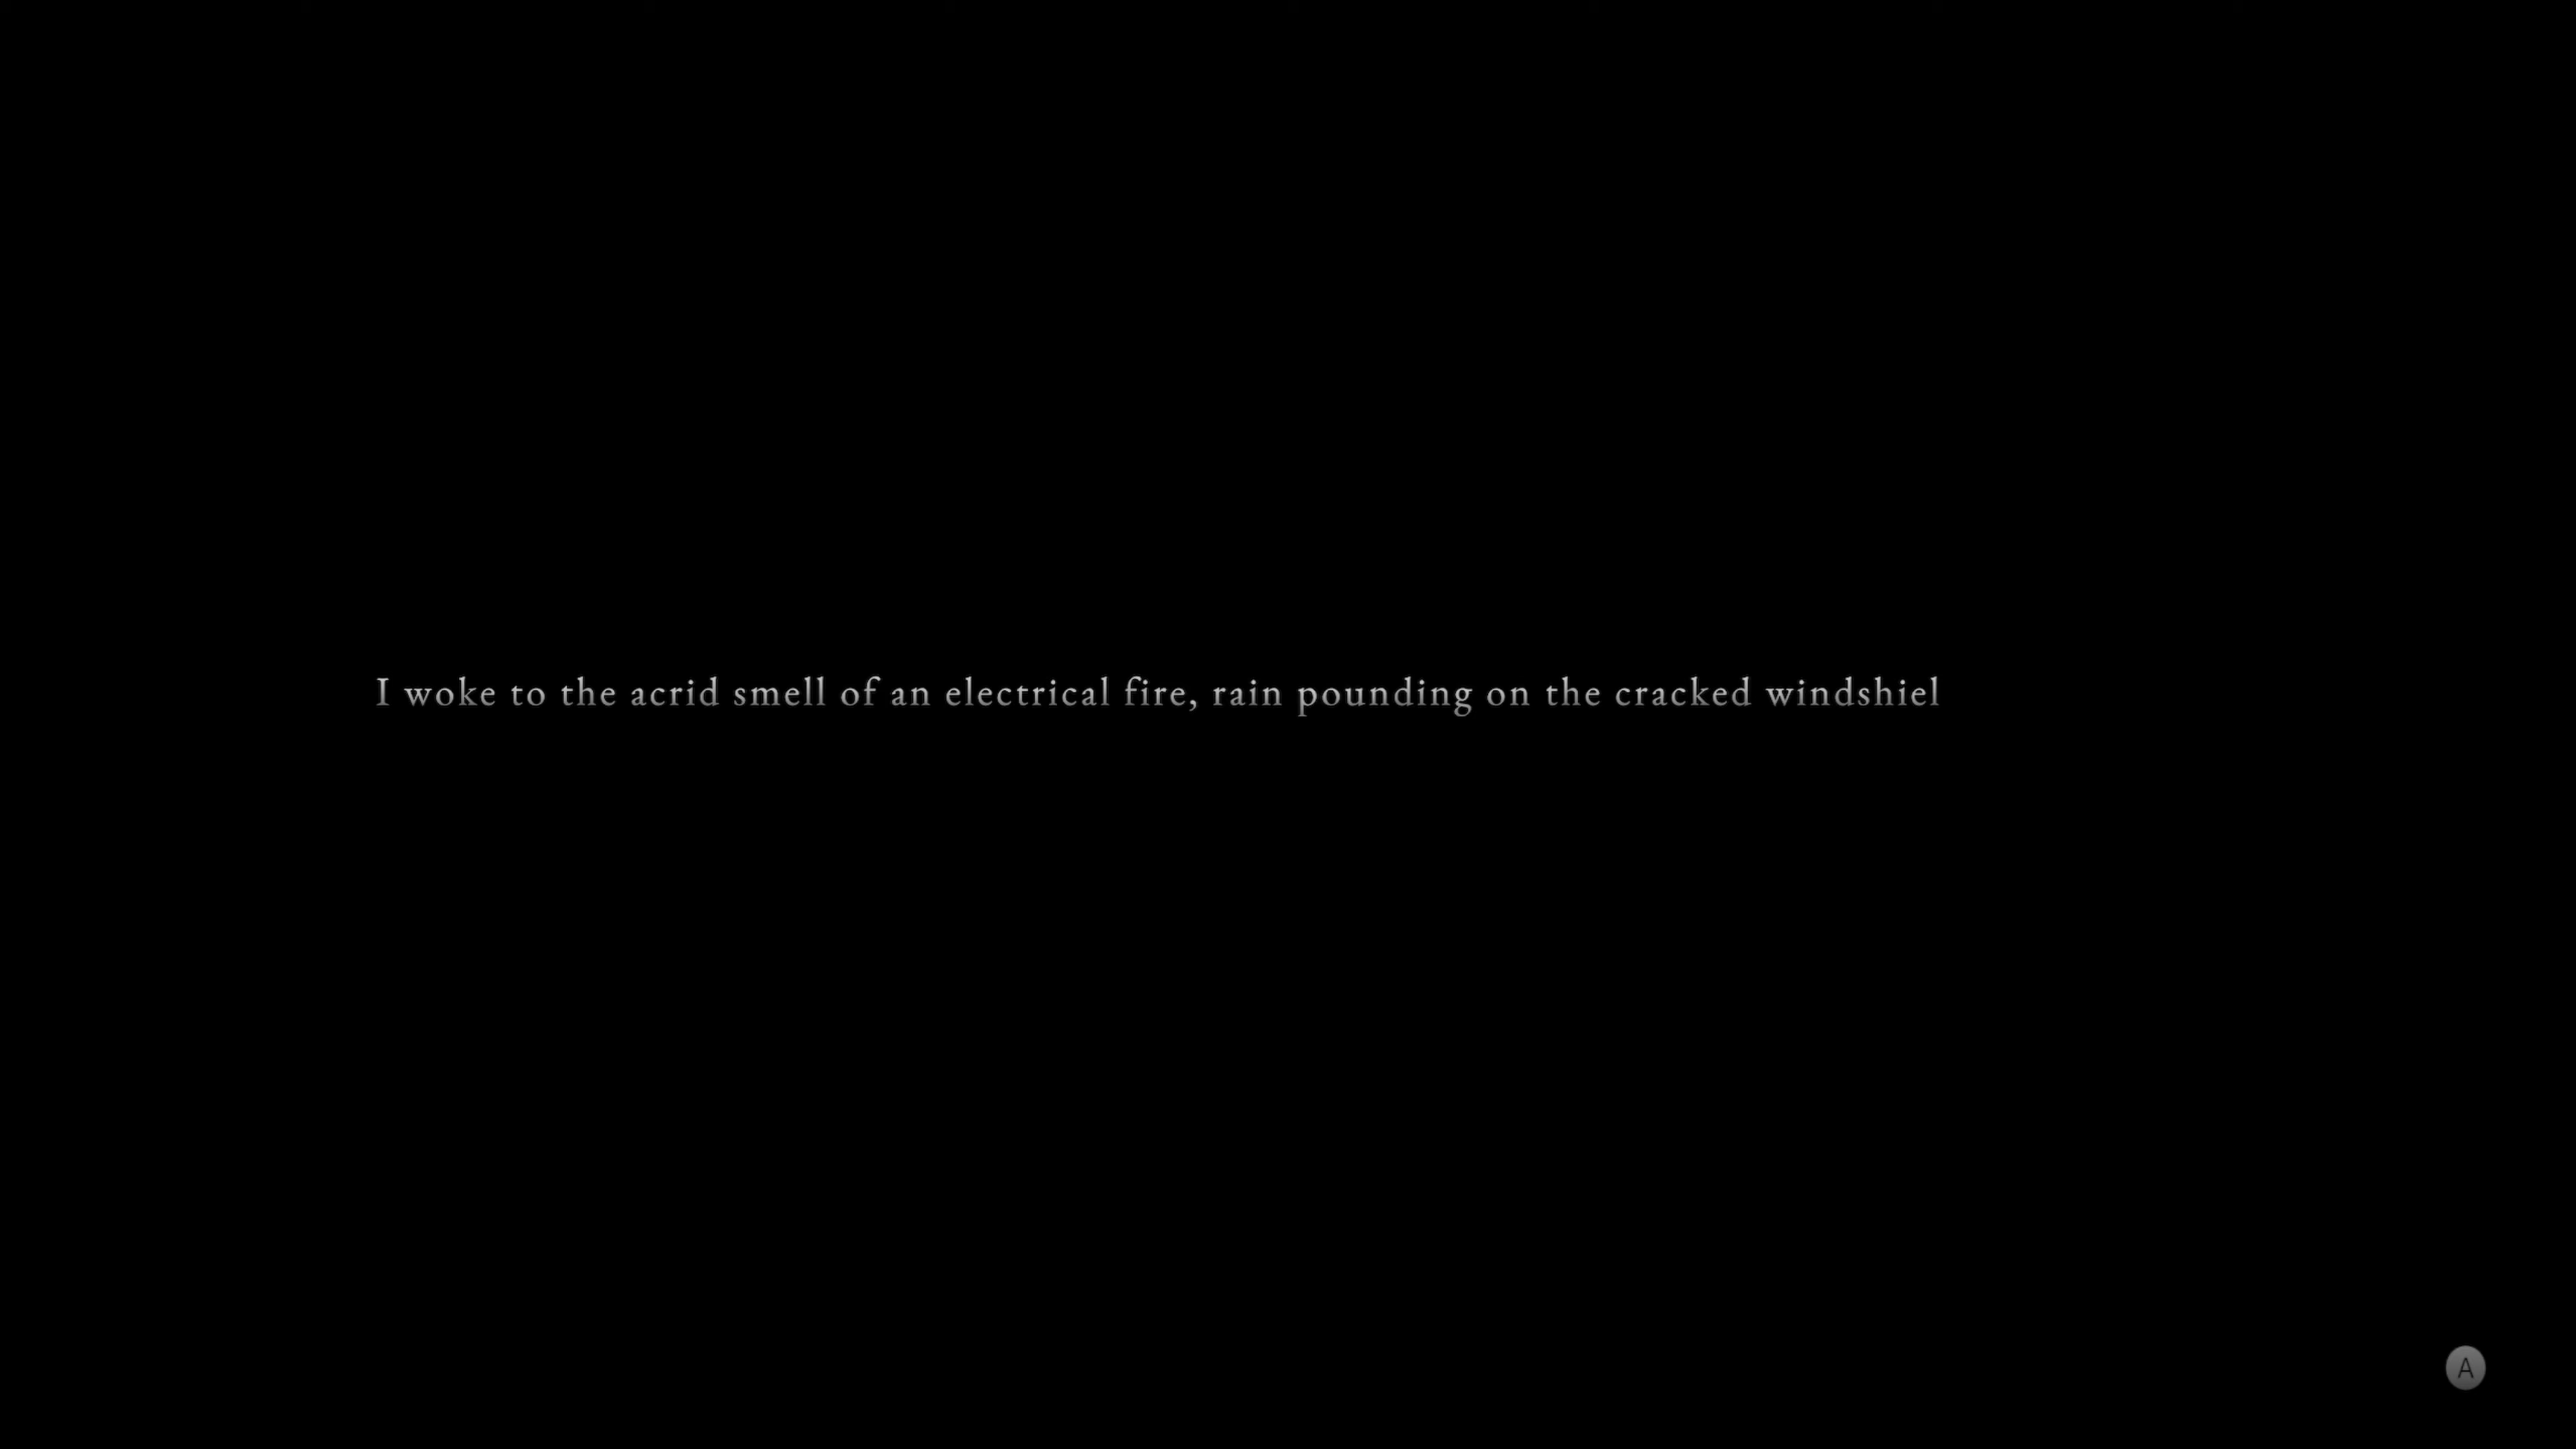 I woke to the acrid smell of an electrical fire, rain pounding on the cracked windshiel
A